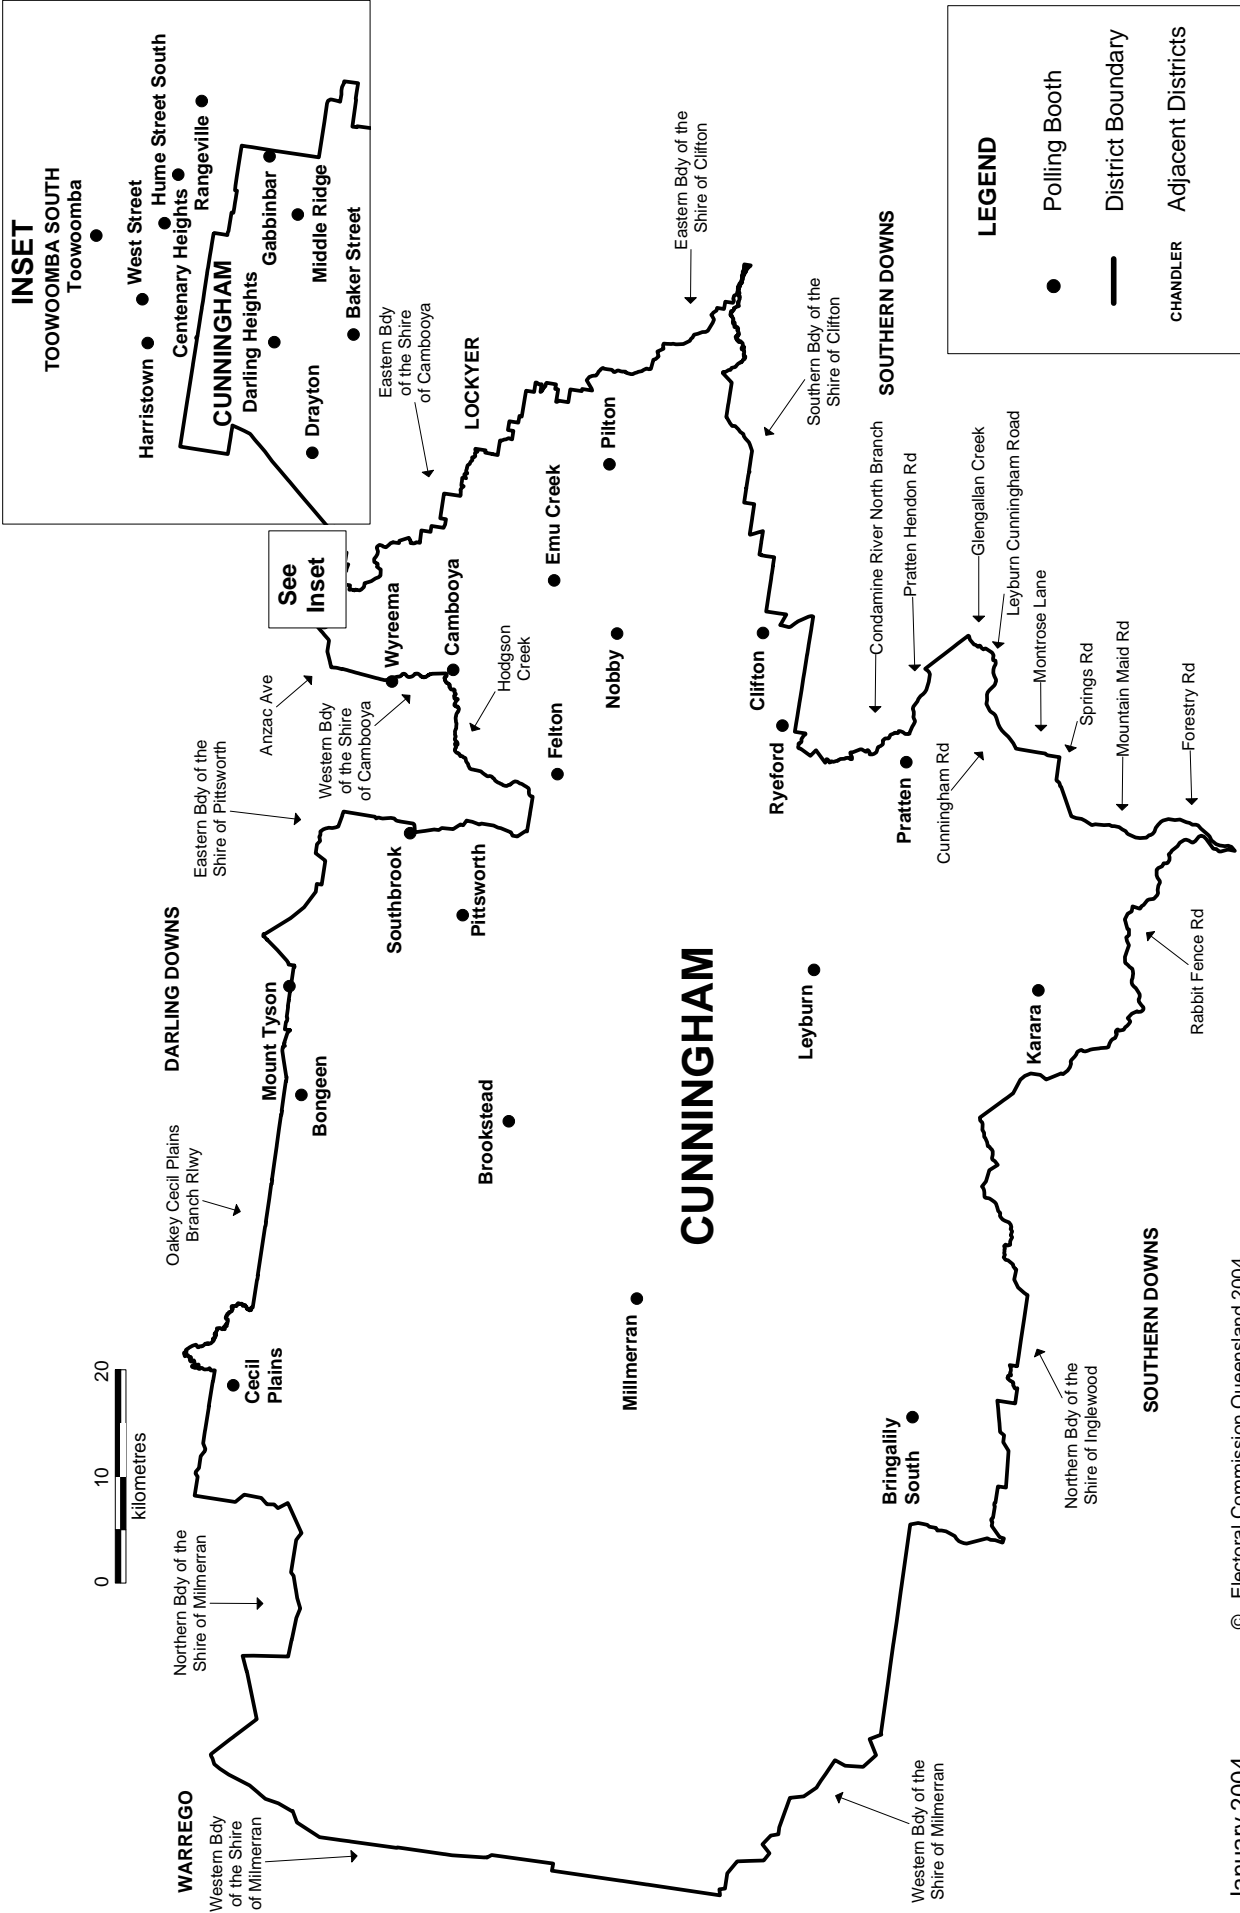 INSET
TOOWOOMBA SOUTH
Toowoomba
West Street
Hume Street South
Harristown
Centenary Heights
Rangeville
CUNNINGHAM
Darling Heights
Gabbinbar
Middle Ridge
Drayton
Baker Street
LEGEND
Polling Booth
District Boundary
CHANDLER
Adjacent Districts
See
Inset
0
10
20
kilometres
WARREGO
Western Bdy
of the Shire
of Milmerran
Northern Bdy of the
Shire of Milmerran
Cecil
Plains
Oakey Cecil Plains
Branch Rlwy
DARLING DOWNS
Mount Tyson
Bongeen
Eastern Bdy of the
Shire of Pittsworth
Anzac Ave
Western Bdy
of the Shire
of Cambooya
Wyreema
Cambooya
Hodgson
Creek
Eastern Bdy
of the Shire
of Cambooya
LOCKYER
Southbrook
Pittsworth
Brookstead
Felton
Emu Creek
Pilton
Nobby
Millmerran
CUNNINGHAM
Clifton
Ryeford
Leyburn
Eastern Bdy of the
Shire of Clifton
Southern Bdy of the
Shire of Clifton
SOUTHERN DOWNS
Condamine River North Branch
Pratten Hendon Rd
Pratten
Glengallan Creek
Leyburn Cunningham Road
Cunningham Rd
Montrose Lane
Springs Rd
Mountain Maid Rd
Forestry Rd
Karara
Rabbit Fence Rd
Bringalily
South
Western Bdy of the
Shire of Milmerran
Northern Bdy of the
Shire of Inglewood
SOUTHERN DOWNS
January 2004
© Electoral Commission Queensland 2004